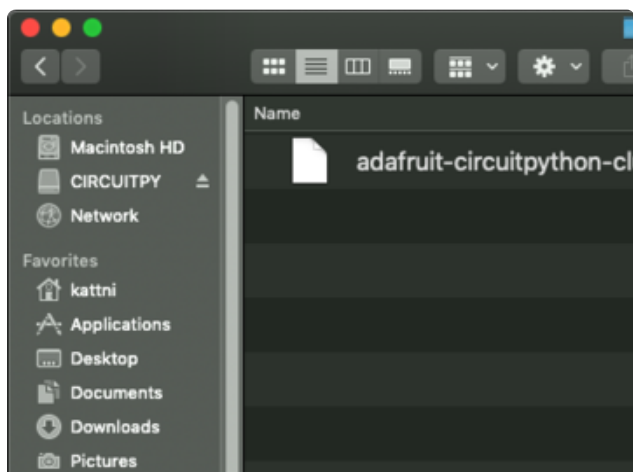 Name
adafruit-circuitpython-cl
Locations
Macintosh HD
CIRCUITPY
Network
Favorites
kattni
Applications
Desktop
Documents
Downloads
Pictures